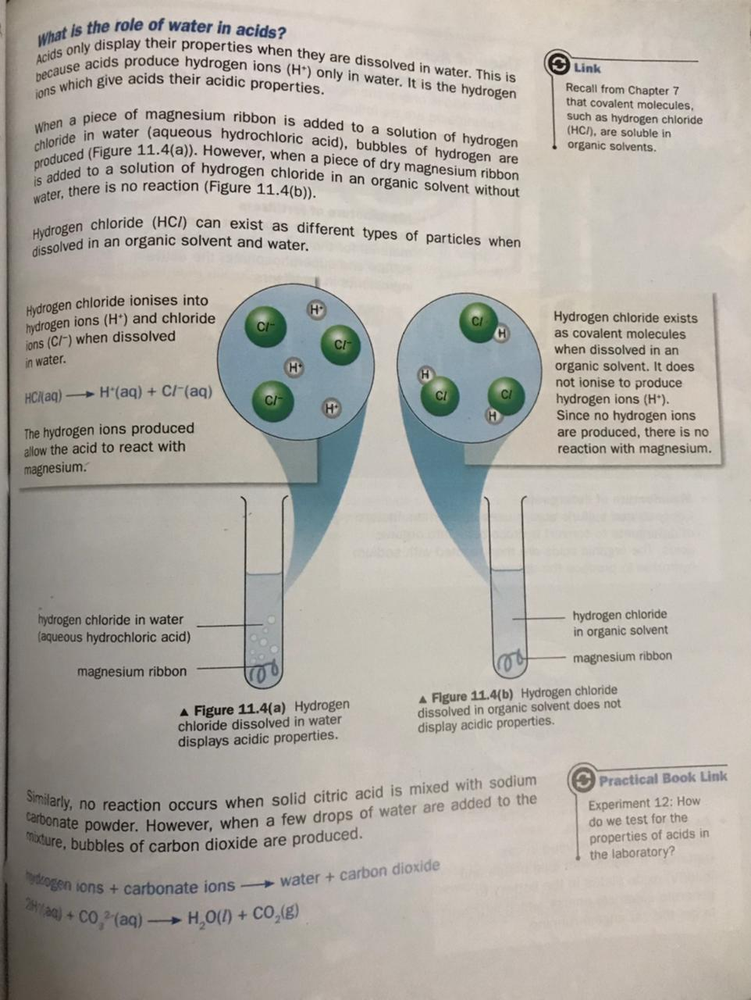 What is the role of water in acids?
Acids only display their properties when they are dissolved in water. This is
because acids produce hydrogen ions (H⁺) only in water. It is the hydrogen
ions which give acids their acidic properties.
When a piece of magnesium ribbon is added to a solution of hydrogen
chloride in water (aqueous hydrochloric acid), bubbles of hydrogen are
produced (Figure 11.4(a)). However, when a piece of dry magnesium ribbon
is added to a solution of hydrogen chloride in an organic solvent without
water, there is no reaction (Figure 11.4(b)).
Hydrogen chloride (HCl) can exist as different types of particles when
dissolved in an organic solvent and water.
Link
Recall from Chapter 7
that covalent molecules,
such as hydrogen chloride
(HCl), are soluble in
organic solvents.
Hydrogen chloride ionises into
hydrogen ions (H⁺) and chloride
ions (Cl⁻) when dissolved
in water.
HCl(aq) ⟶ H⁺(aq) + Cl⁻(aq)
The hydrogen ions produced
allow the acid to react with
magnesium.
Cl⁻
H⁺
Cl⁻
H⁺
Cl⁻
H⁺
Cl
H
H
Cl
Cl
H
Hydrogen chloride exists
as covalent molecules
when dissolved in an
organic solvent. It does
not ionise to produce
hydrogen ions (H⁺).
Since no hydrogen ions
are produced, there is no
reaction with magnesium.
hydrogen chloride in water
(aqueous hydrochloric acid)
magnesium ribbon
hydrogen chloride
in organic solvent
magnesium ribbon
▲ Figure 11.4(a) Hydrogen
chloride dissolved in water
displays acidic properties.
▲ Figure 11.4(b) Hydrogen chloride
dissolved in organic solvent does not
display acidic properties.
Similarly, no reaction occurs when solid citric acid is mixed with sodium
carbonate powder. However, when a few drops of water are added to the
mixture, bubbles of carbon dioxide are produced.
hydrogen ions + carbonate ions ⟶ water + carbon dioxide
2H⁺(aq) + CO₃²⁻(aq) ⟶ H₂O(l) + CO₂(g)
Practical Book Link
Experiment 12: How
do we test for the
properties of acids in
the laboratory?